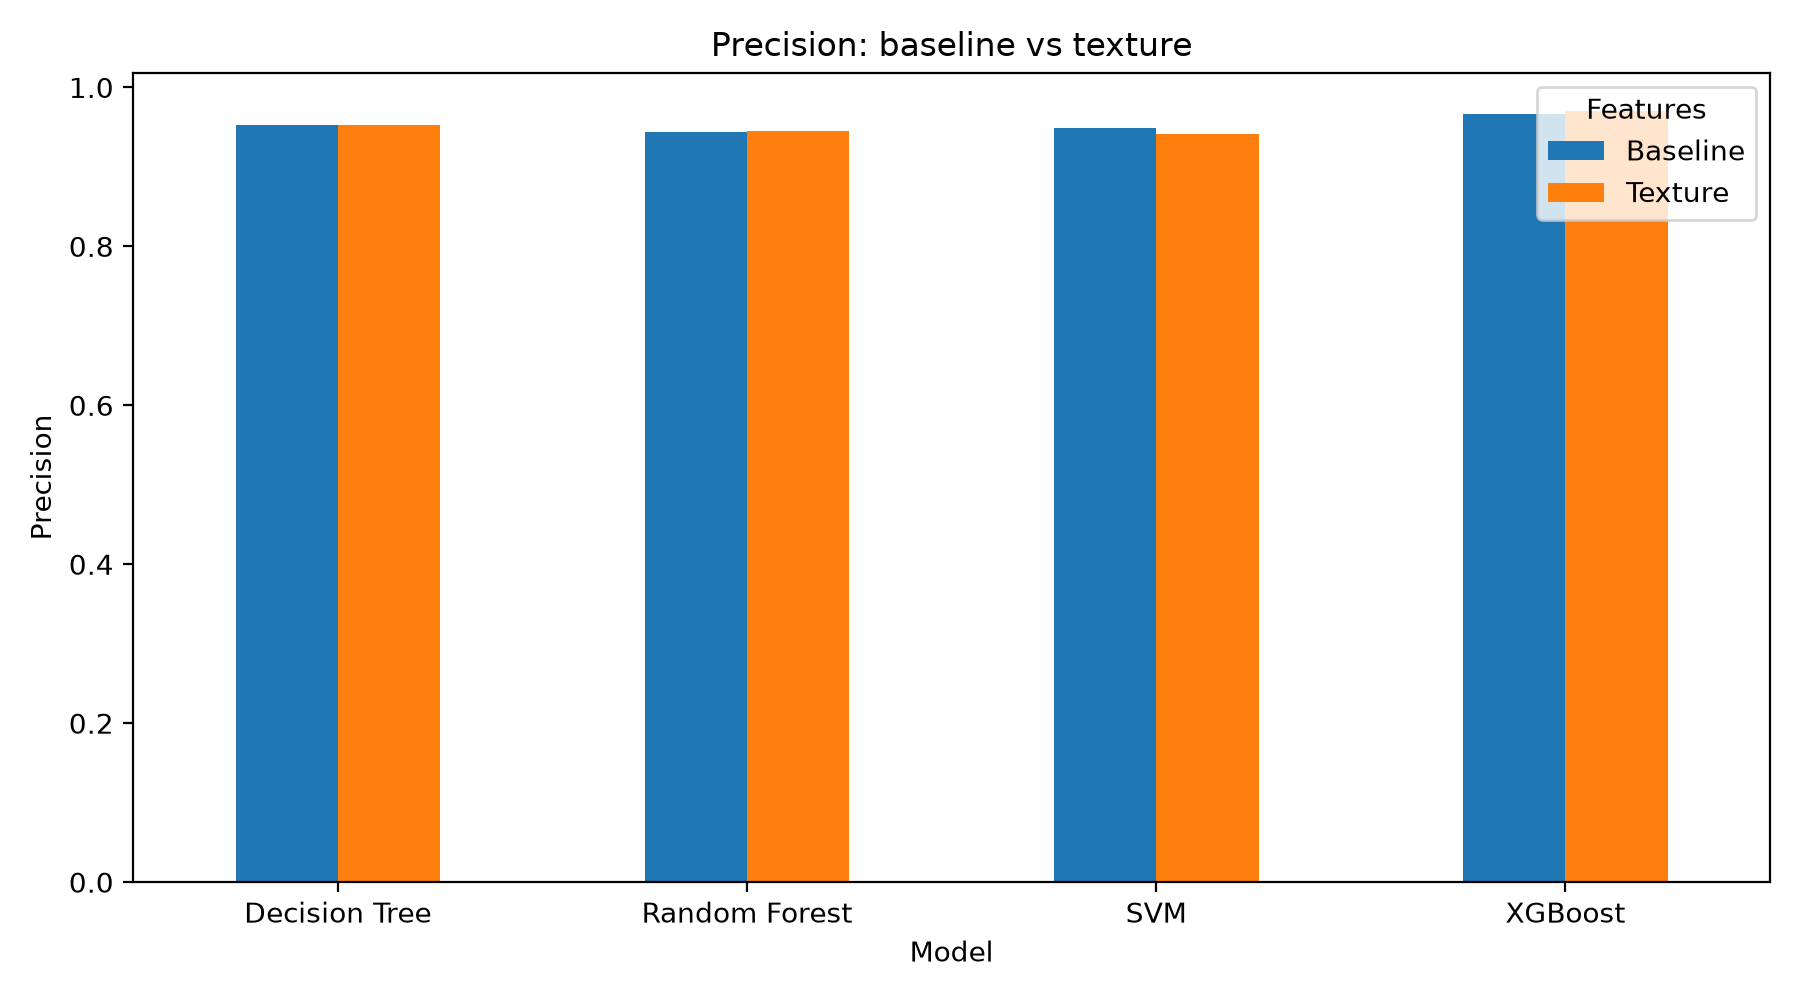 Precision: baseline vs texture
1.0
0.8
0.6
0.4
0.2
0.0
Precision
Features
Baseline
Texture
Decision Tree
Random Forest
SVM
XGBoost
Model